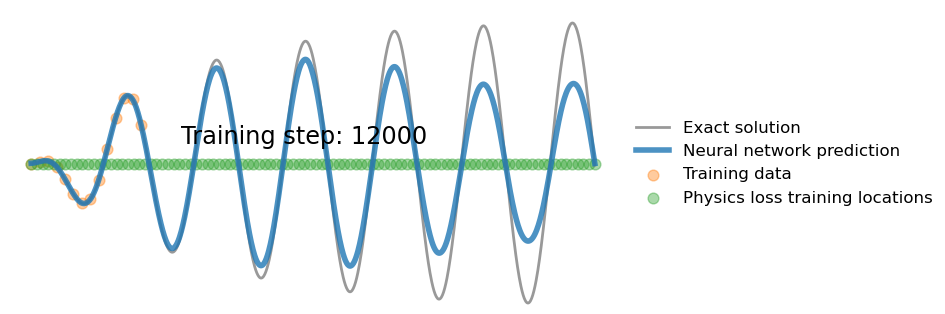 Training step: 12000
Exact solution
Neural network prediction
Training data
Physics loss training locations